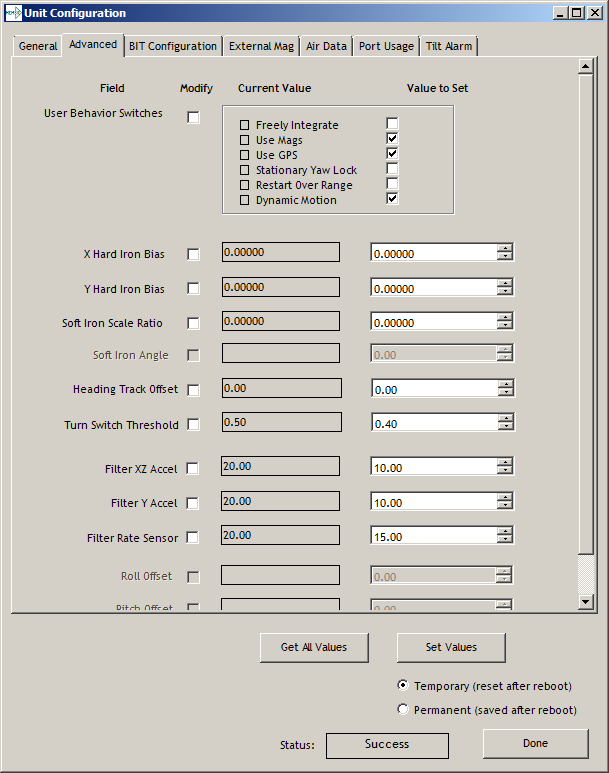 Unit Configuration
General Advanced BIT Configuration External Mag Air Data Port Usage Tilt Alarm
Field Modify Current Value Value to Set
User Behavior Switches
Freely Integrate
Use Mags
Use GPS
Stationary Yaw Lock
Restart Over Range
Dynamic Motion
X Hard Iron Bias 0.00000 0.00000
Y Hard Iron Bias 0.00000 0.00000
Soft Iron Scale Ratio 0.00000 0.00000
Soft Iron Angle 0.00
Heading Track Offset 0.00 0.00
Turn Switch Threshold 0.50 0.40
Filter XZ Accel 20.00 10.00
Filter Y Accel 20.00 10.00
Filter Rate Sensor 20.00 15.00
Roll Offset 0.00
Pitch Offset 0.00
Get All Values Set Values
Temporary (reset after reboot)
Permanent (saved after reboot)
Status: Success Done